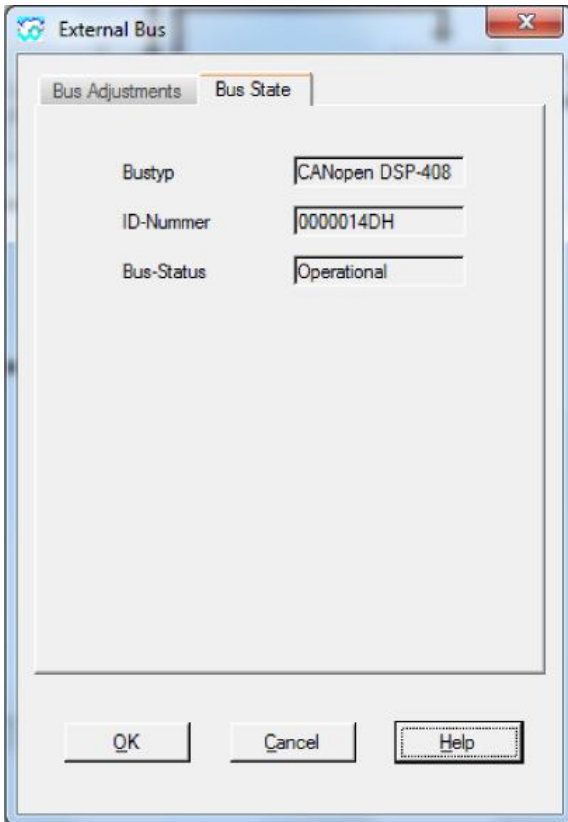 External Bus
Bus Adjustments Bus State
Bustyp CANopen DSP-408
ID-Nummer 0000014DH
Bus-Status Operational
OK Cancel Help